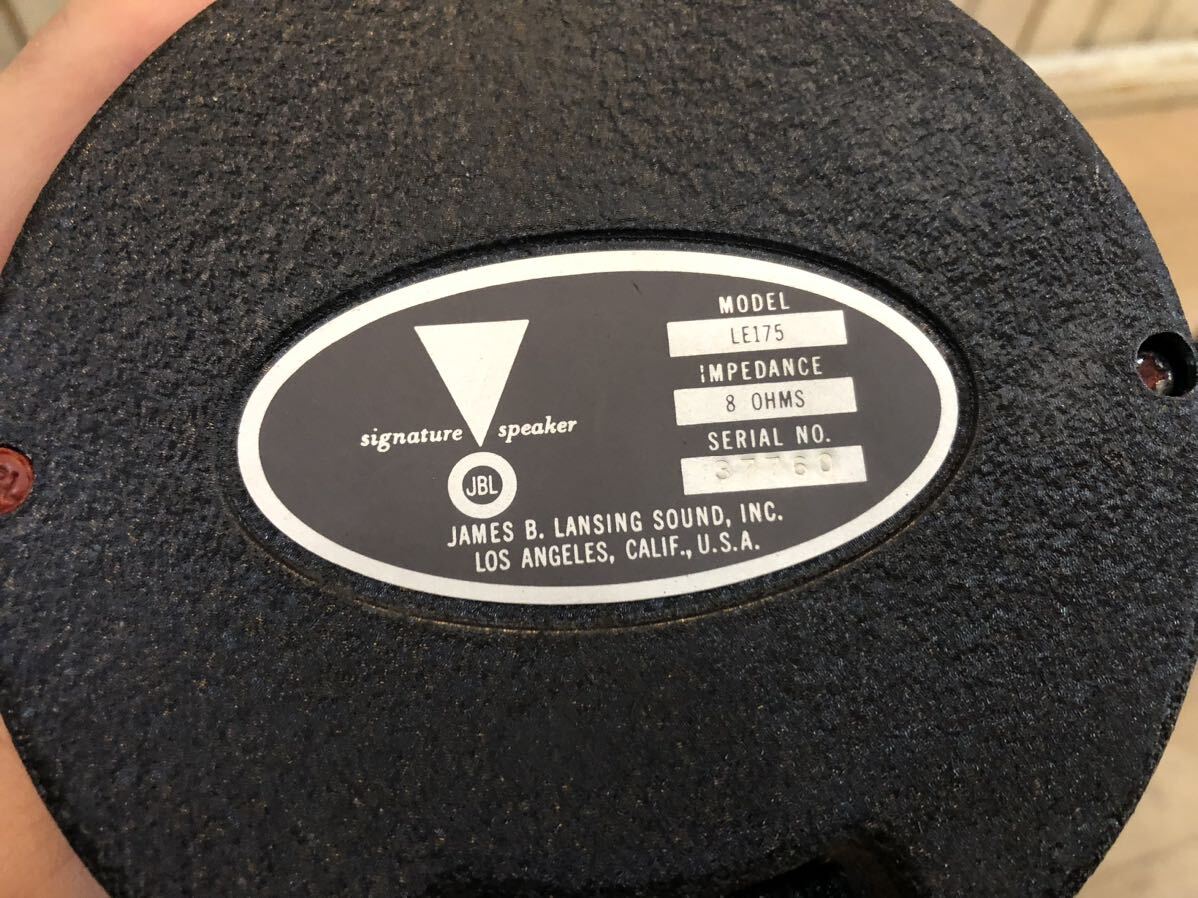 MODEL
LE175
IMPEDANCE
8 OHMS
SERIAL NO.
37760
signature speaker
JBL
JAMES B. LANSING SOUND, INC.
LOS ANGELES, CALIF., U.S.A.